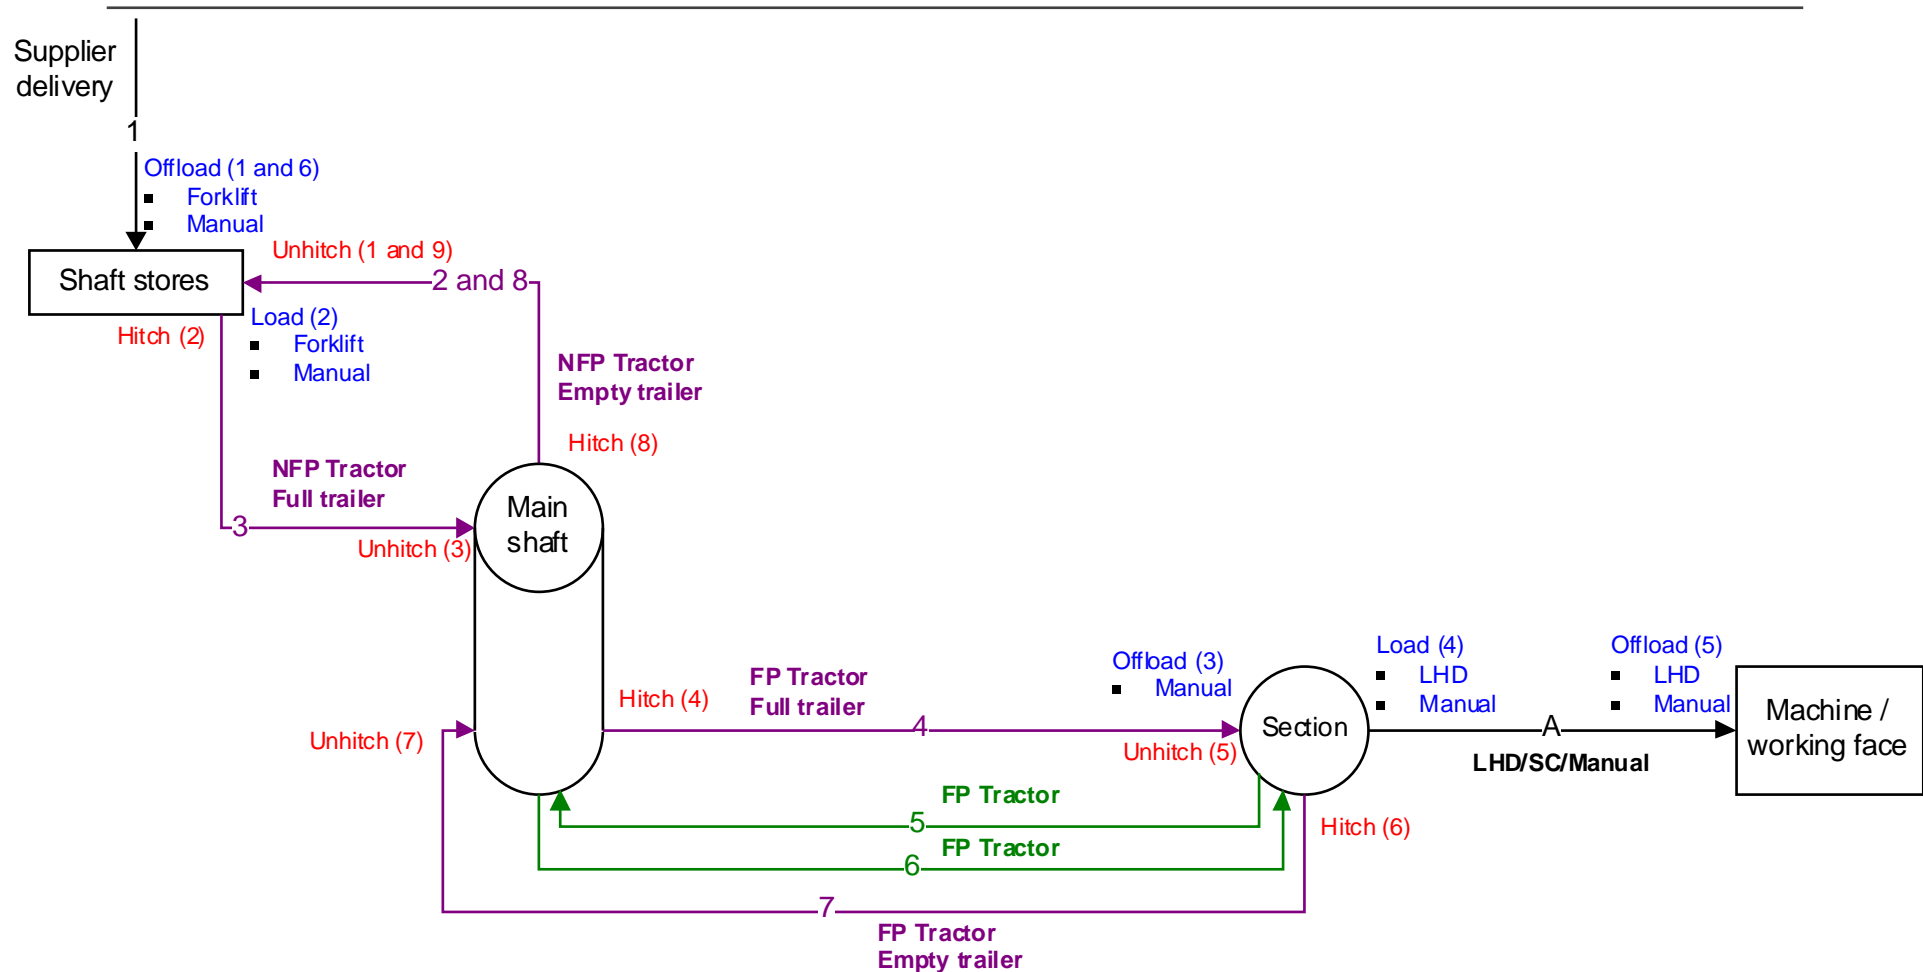 Supplier
delivery
1
Offload (1 and 6)
▪ Forklift
▪ Manual
Unhitch (1 and 9)
Shaft stores
2 and 8
Hitch (2)
Load (2)
▪ Forklift
▪ Manual
NFP Tractor
Empty trailer
Hitch (8)
NFP Tractor
Full trailer
3
Unhitch (3)
Main
shaft
Hitch (4)
FP Tractor
Full trailer
4
Offload (3)
▪ Manual
Unhitch (5)
Section
Load (4)
▪ LHD
▪ Manual
Offload (5)
▪ LHD
▪ Manual
A
LHD/SC/Manual
Machine /
working face
Unhitch (7)
FP Tractor
5
FP Tractor
6
Hitch (6)
7
FP Tractor
Empty trailer